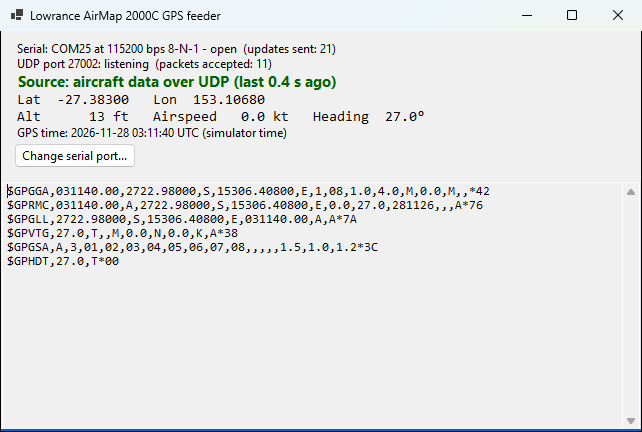 Lowrance AirMap 2000C GPS feeder
Serial: COM25 at 115200 bps 8-N-1 - open  (updates sent: 21)
UDP port 27002: listening  (packets accepted: 11)
Source: aircraft data over UDP (last 0.4 s ago)
Lat  -27.38300   Lon  153.10680
Alt      13 ft   Airspeed   0.0 kt   Heading  27.0°
GPS time: 2026-11-28 03:11:40 UTC (simulator time)
Change serial port...
$GPGGA,031140.00,2722.98000,S,15306.40800,E,1,08,1.0,4.0,M,0.0,M,,*42
$GPRMC,031140.00,A,2722.98000,S,15306.40800,E,0.0,27.0,281126,,,A*76
$GPGLL,2722.98000,S,15306.40800,E,031140.00,A,A*7A
$GPVTG,27.0,T,,M,0.0,N,0.0,K,A*38
$GPGSA,A,3,01,02,03,04,05,06,07,08,,,,,1.5,1.0,1.2*3C
$GPHDT,27.0,T*00